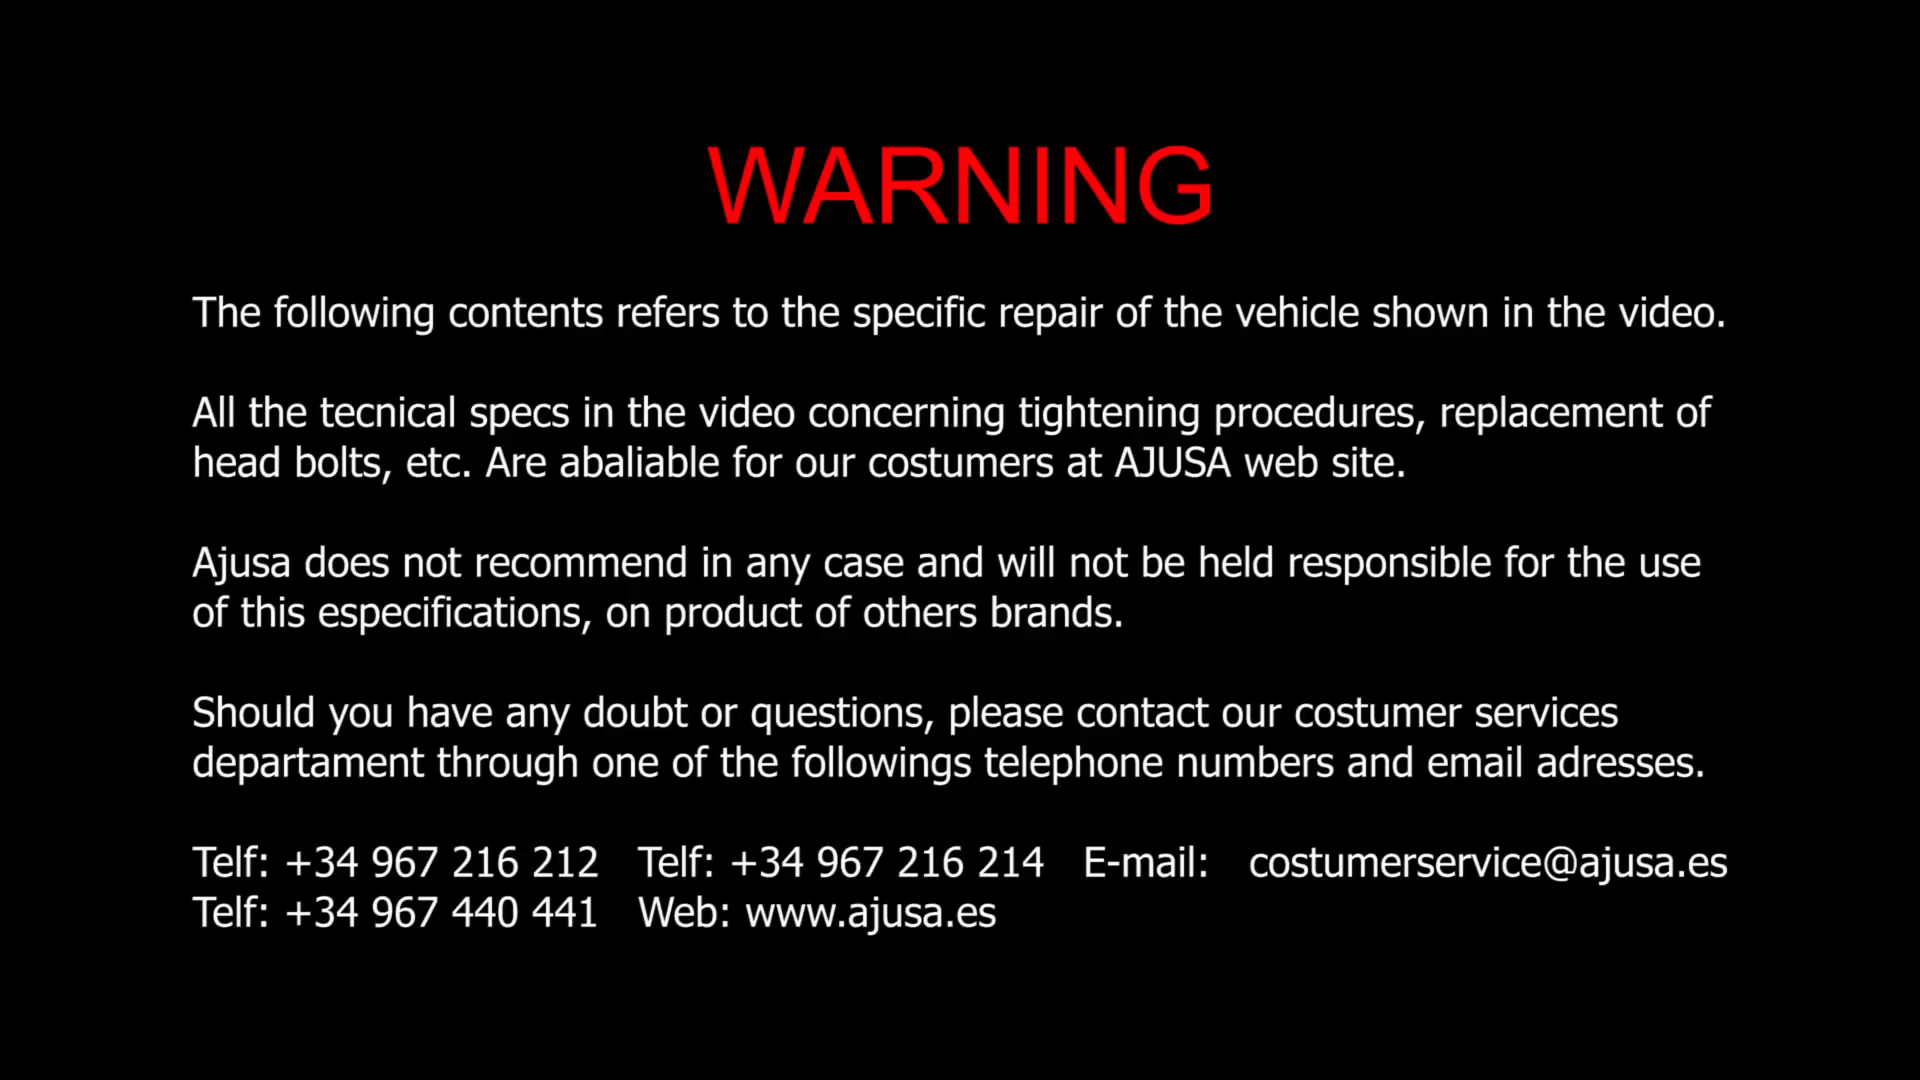 WARNING
The following contents refers to the specific repair of the vehicle shown in the video.
All the tecnical specs in the video concerning tightening procedures, replacement of
head bolts, etc. Are abaliable for our costumers at AJUSA web site.
Ajusa does not recommend in any case and will not be held responsible for the use
of this especifications, on product of others brands.
Should you have any doubt or questions, please contact our costumer services
departament through one of the followings telephone numbers and email adresses.
Telf: +34 967 216 212 Telf: +34 967 216 214 E-mail: costumerservice@ajusa.es
Telf: +34 967 440 441 Web: www.ajusa.es